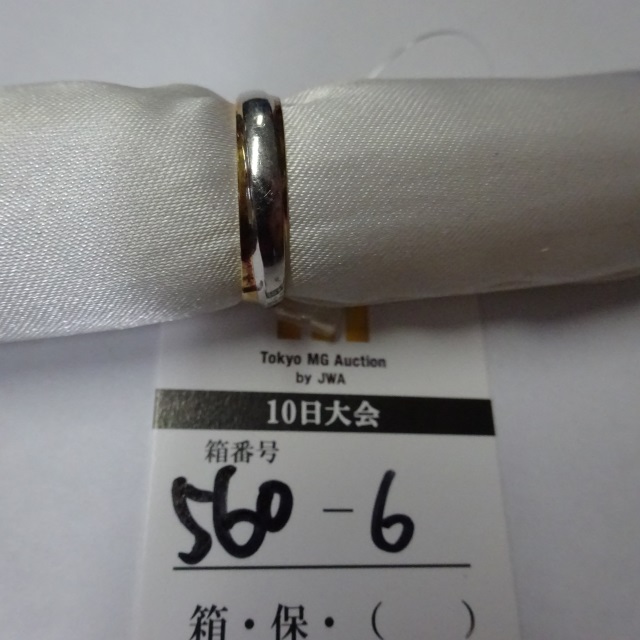 Tokyo MG Auction
by JWA
10日大会
箱番号
560-6
箱・保・(　　)